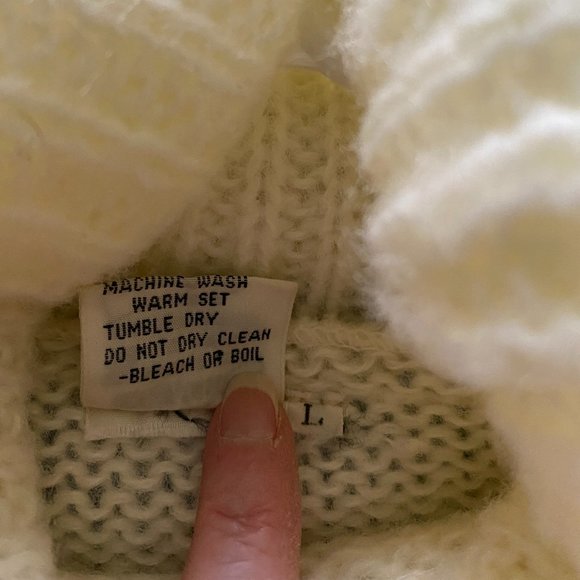 MACHINE WASH
WARM SET
TUMBLE DRY
DO NOT DRY CLEAN
-BLEACH OR BOIL
L